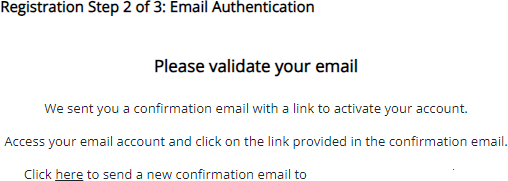 Registration Step 2 of 3: Email Authentication
Please validate your email
We sent you a confirmation email with a link to activate your account.
Access your email account and click on the link provided in the confirmation email.
Click here to send a new confirmation email to